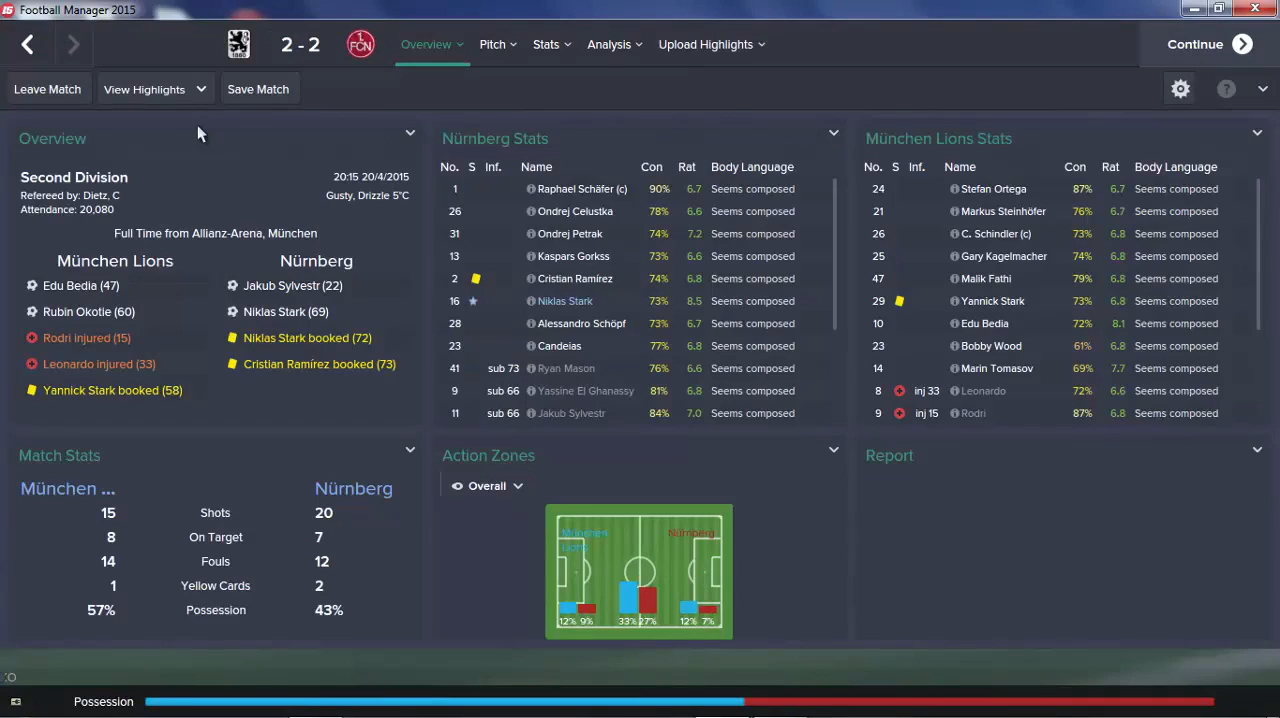 15 Football Manager 2015
1860 2 - 2 1. FCN Overview Pitch Stats Analysis Upload Highlights Continue
Leave Match View Highlights Save Match ?
Overview
Second Division 20:15 20/4/2015
Refereed by: Dietz, C Gusty, Drizzle 5°C
Attendance: 20,080
Full Time from Allianz-Arena, München
München Lions Nürnberg
Edu Bedia (47) Jakub Sylvestr (22)
Rubin Okotie (60) Niklas Stark (69)
Rodri injured (15) Niklas Stark booked (72)
Leonardo injured (33) Cristian Ramírez booked (73)
Yannick Stark booked (58)
Nürnberg Stats
No. S Inf. Name Con Rat Body Language
1 Raphael Schäfer (c) 90% 6.7 Seems composed
26 Ondrej Celustka 78% 6.6 Seems composed
31 Ondrej Petrak 74% 7.2 Seems composed
13 Kaspars Gorkss 73% 6.6 Seems composed
2 Cristian Ramírez 74% 6.8 Seems composed
16 Niklas Stark 73% 8.5 Seems composed
28 Alessandro Schöpf 73% 6.7 Seems composed
23 Candeias 77% 6.8 Seems composed
41 sub 73 Ryan Mason 76% 6.6 Seems composed
9 sub 66 Yassine El Ghanassy 81% 6.8 Seems composed
11 sub 66 Jakub Sylvestr 84% 7.0 Seems composed
München Lions Stats
No. S Inf. Name Con Rat Body Language
24 Stefan Ortega 87% 6.7 Seems composed
21 Markus Steinhöfer 76% 6.7 Seems composed
26 C. Schindler (c) 73% 6.8 Seems composed
25 Gary Kagelmacher 74% 6.8 Seems composed
47 Malik Fathi 79% 6.8 Seems composed
29 Yannick Stark 73% 6.8 Seems composed
10 Edu Bedia 72% 8.1 Seems composed
23 Bobby Wood 61% 6.8 Seems composed
14 Marin Tomasov 69% 7.7 Seems composed
8 inj 33 Leonardo 72% 6.6 Seems composed
9 inj 15 Rodri 87% 6.8 Seems composed
Match Stats
München ... Nürnberg
15 Shots 20
8 On Target 7
14 Fouls 12
1 Yellow Cards 2
57% Possession 43%
Action Zones
Overall
München Nürnberg
Lions
12% 9% 33% 27% 12% 7%
Report
:O
Possession